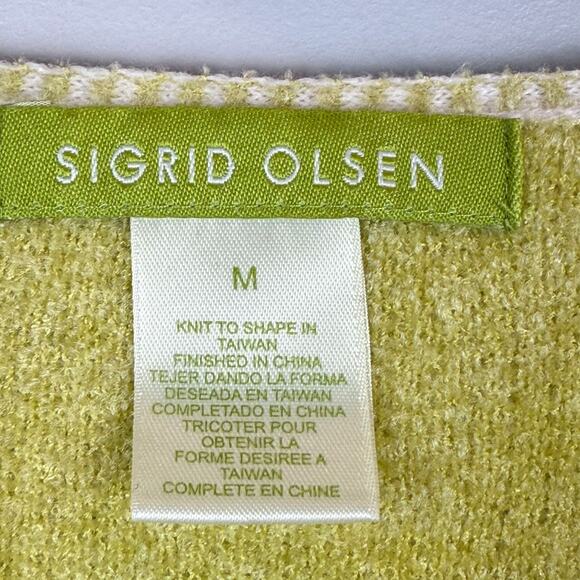 SIGRID OLSEN
M
KNIT TO SHAPE IN
TAIWAN
FINISHED IN CHINA
TEJER DANDO LA FORMA
DESEADA EN TAIWAN
COMPLETADO EN CHINA
TRICOTER POUR
OBTENIR LA
FORME DESIREE A
TAIWAN
COMPLETE EN CHINE